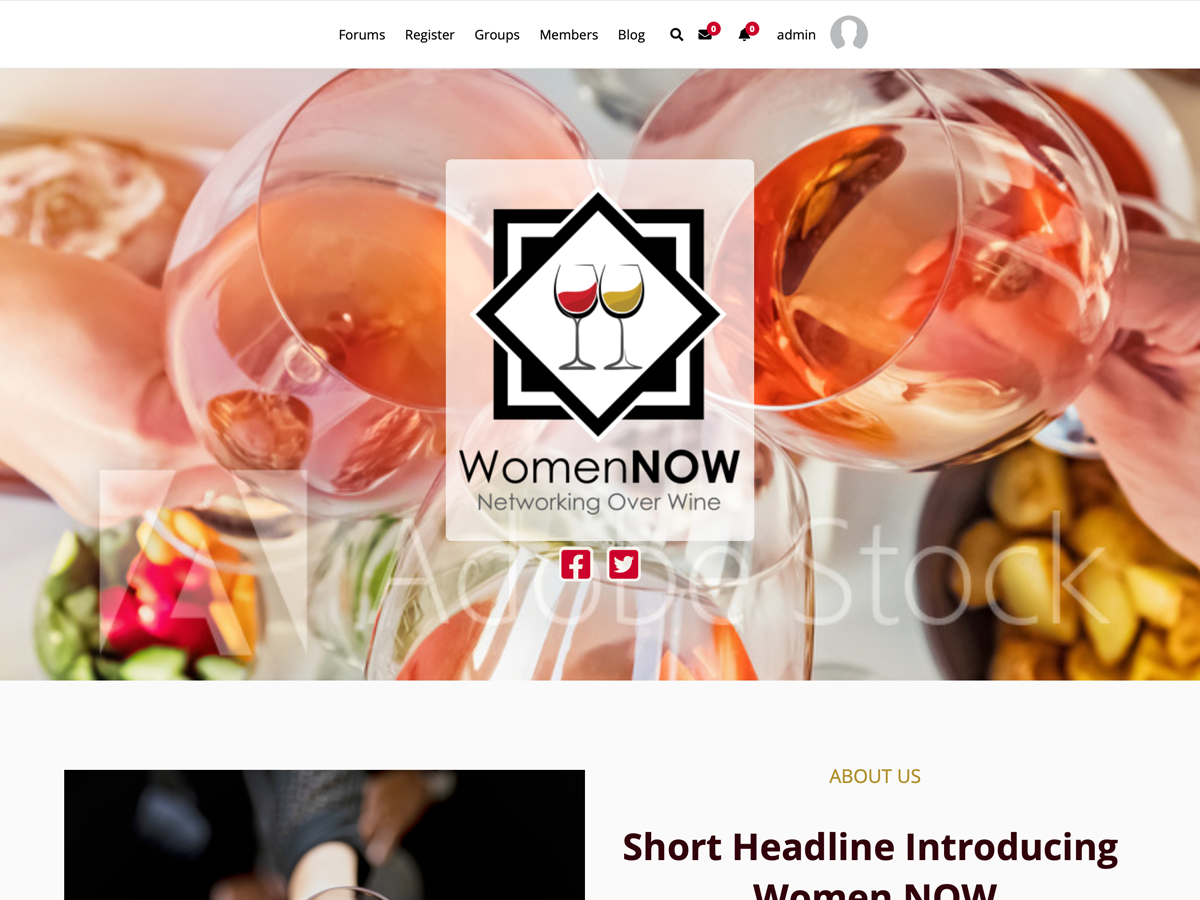 Forums Register Groups Members Blog 0 0 admin
WomenNOW
Networking Over Wine
Adobe Stock
ABOUT US
Short Headline Introducing
Women NOW